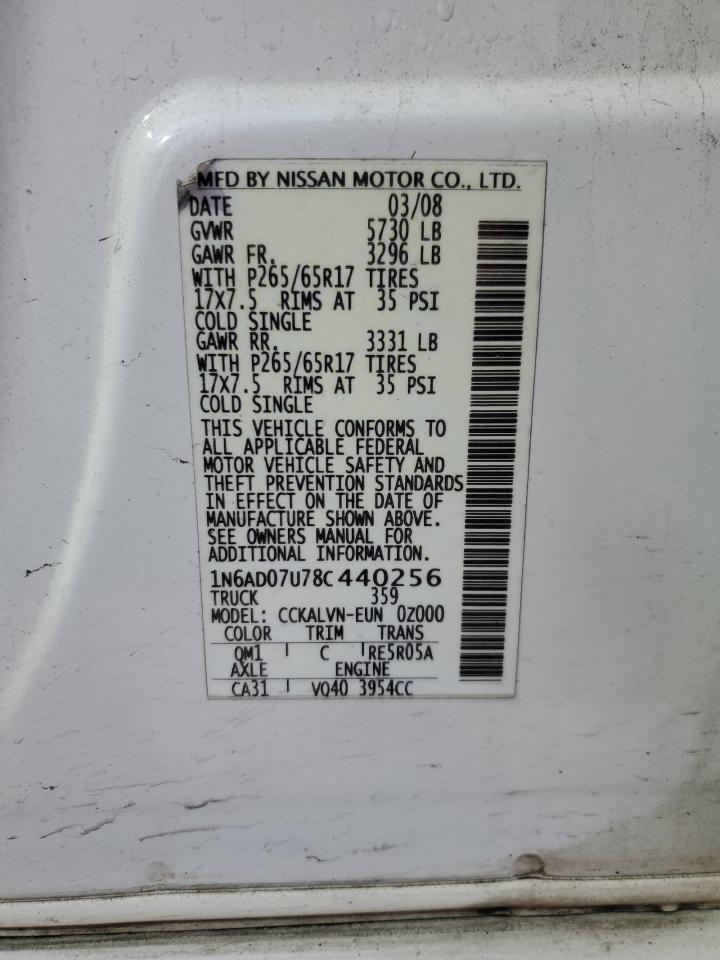 MFD BY NISSAN MOTOR CO., LTD.
DATE 03/08
GVWR 5730 LB
GAWR FR. 3296 LB
WITH P265/65R17 TIRES
17X7.5 RIMS AT 35 PSI
COLD SINGLE
GAWR RR. 3331 LB
WITH P265/65R17 TIRES
17X7.5 RIMS AT 35 PSI
COLD SINGLE
THIS VEHICLE CONFORMS TO
ALL APPLICABLE FEDERAL
MOTOR VEHICLE SAFETY AND
THEFT PREVENTION STANDARDS
IN EFFECT ON THE DATE OF
MANUFACTURE SHOWN ABOVE.
SEE OWNERS MANUAL FOR
ADDITIONAL INFORMATION.
1N6AD07U78C440256
TRUCK 359
MODEL: CCKALVN-EUN 0Z000
COLOR TRIM TRANS
QM1 C RE5R05A
AXLE ENGINE
CA31 VQ40 3954CC